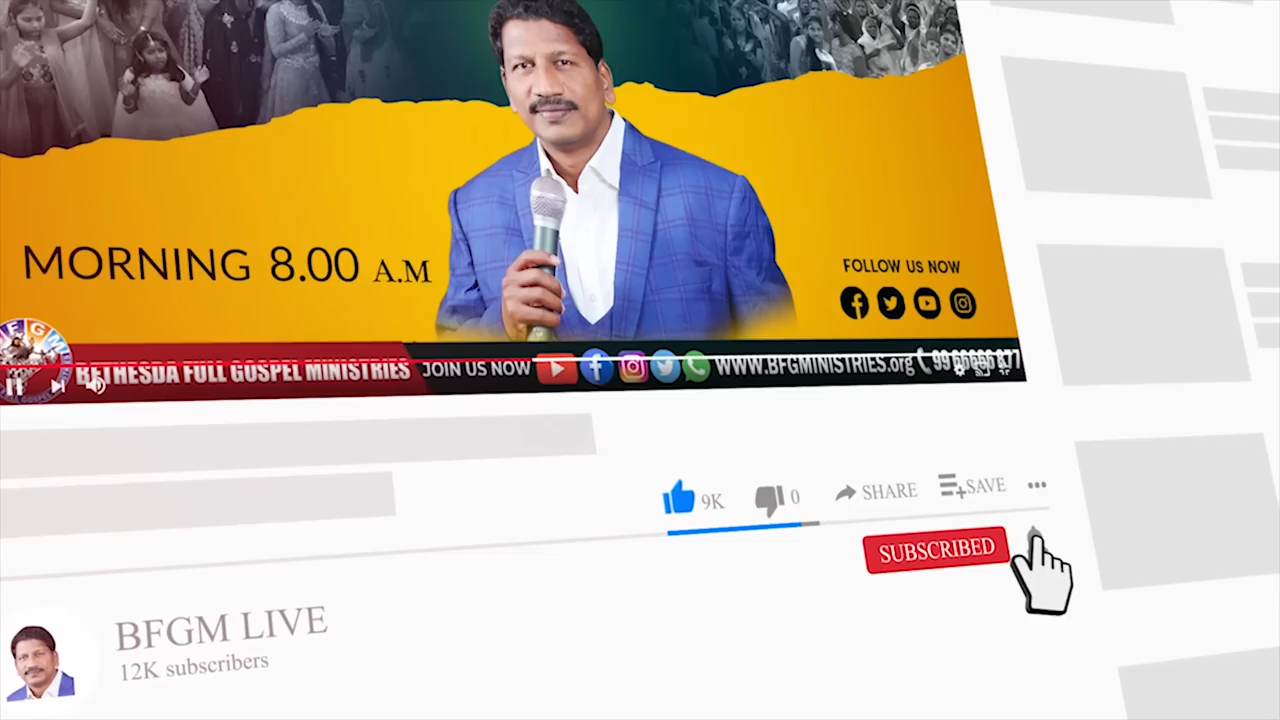 MORNING 8.00 A.M
FOLLOW US NOW
BFGM
BETHESDA FULL GOSPEL MINISTRIES
JOIN US NOW
WWW.BFGMINISTRIES.org
9K
0
SHARE
SAVE
SUBSCRIBED
BFGM LIVE
12K subscribers